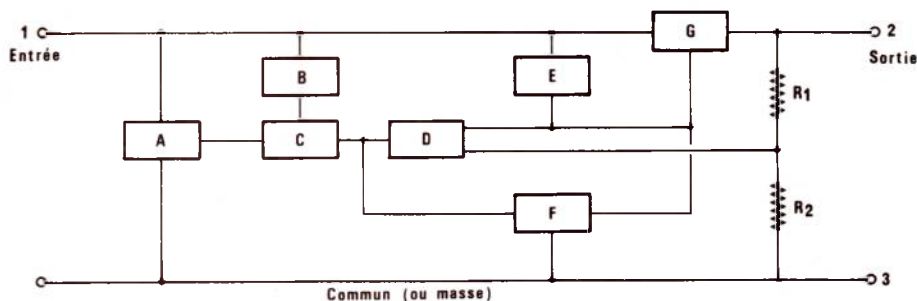 1
Entrée
G
2
Sortie
B
E
R1
A
C
D
F
R2
3
Commun (ou masse)